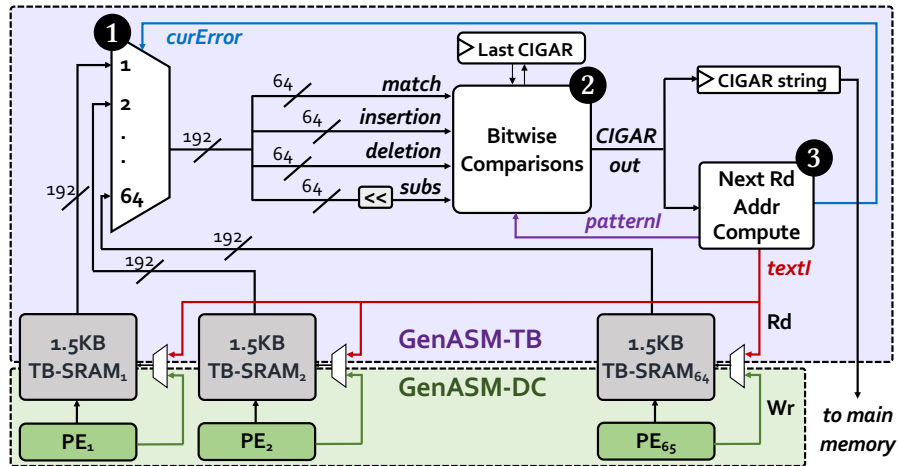 1
curError
Last CIGAR
1
2
.
.
.
64
192
64
match
64
insertion
64
deletion
64
<<
subs
2
Bitwise
Comparisons
CIGAR
out
CIGAR string
3
Next Rd
Addr
Compute
patternI
textI
192
192
192
1.5KB
TB-SRAM1
1.5KB
TB-SRAM2
1.5KB
TB-SRAM64
GenASM-TB
Rd
GenASM-DC
Wr
PE1
PE2
PE65
to main
memory